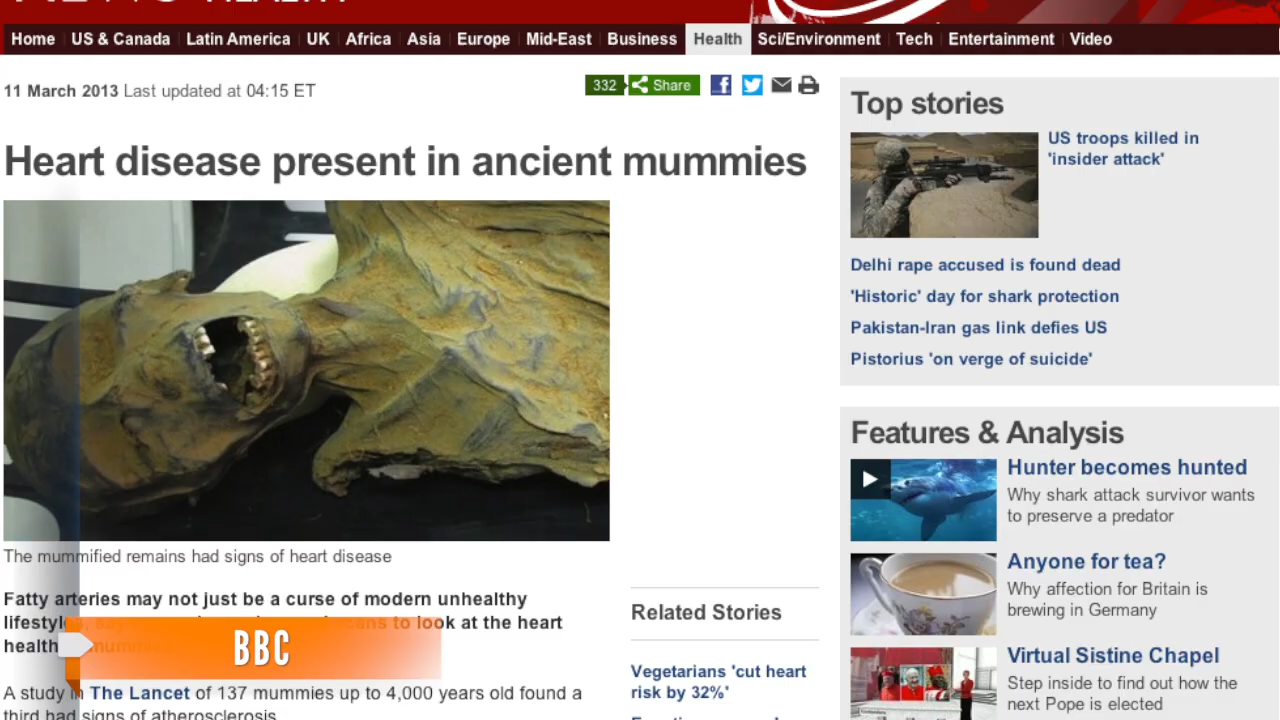 Home US & Canada Latin America UK Africa Asia Europe Mid-East Business Health Sci/Environment Tech Entertainment Video
11 March 2013 Last updated at 04:15 ET
332 Share
Heart disease present in ancient mummies
The mummified remains had signs of heart disease
Fatty arteries may not just be a curse of modern unhealthy
to look at the heart
BBC
A study in The Lancet of 137 mummies up to 4,000 years old found a
third had signs of atherosclerosis
Related Stories
Vegetarians 'cut heart
risk by 32%'
Top stories
US troops killed in
'insider attack'
Delhi rape accused is found dead
'Historic' day for shark protection
Pakistan-Iran gas link defies US
Pistorius 'on verge of suicide'
Features & Analysis
Hunter becomes hunted
Why shark attack survivor wants
to preserve a predator
Anyone for tea?
Why affection for Britain is
brewing in Germany
Virtual Sistine Chapel
Step inside to find out how the
next Pope is elected